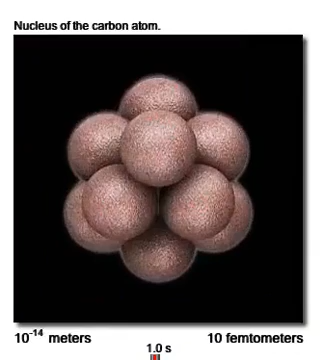 Nucleus of the carbon atom.
10⁻¹⁴ meters 10 femtometers
1.0 s